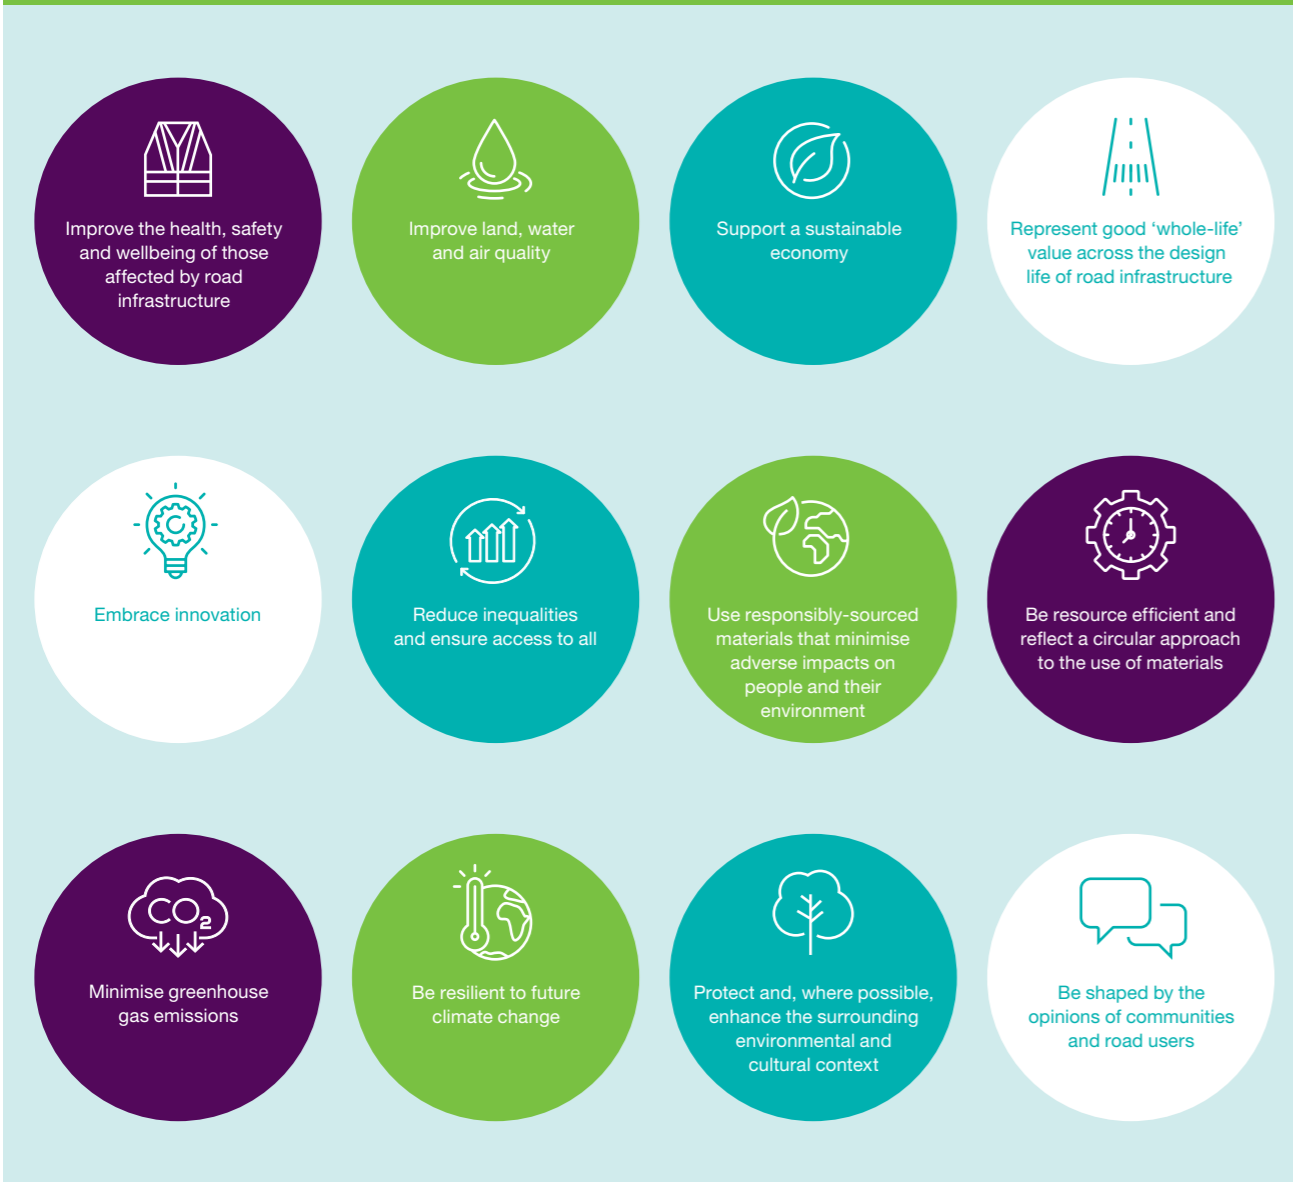 Improve the health, safety
and wellbeing of those
affected by road
infrastructure
Improve land, water
and air quality
Support a sustainable
economy
Represent good ‘whole-life’
value across the design
life of road infrastructure
Embrace innovation
Reduce inequalities
and ensure access to all
Use responsibly-sourced
materials that minimise
adverse impacts on
people and their
environment
Be resource efficient and
reflect a circular approach
to the use of materials
CO2
Minimise greenhouse
gas emissions
Be resilient to future
climate change
Protect and, where possible,
enhance the surrounding
environmental and
cultural context
Be shaped by the
opinions of communities
and road users